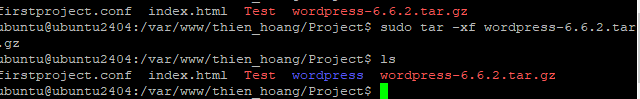 firstproject.conf index.html Test wordpress-6.6.2.tar.gz
ubuntu@ubuntu2404:/var/www/thien_hoang/Project$ sudo tar -xf wordpress-6.6.2.tar
.gz
ubuntu@ubuntu2404:/var/www/thien_hoang/Project$ ls
firstproject.conf index.html Test wordpress wordpress-6.6.2.tar.gz
ubuntu@ubuntu2404:/var/www/thien_hoang/Project$